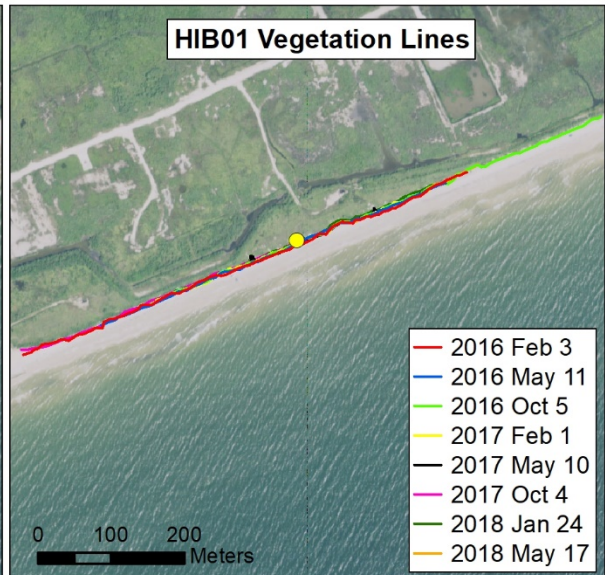 HIB01 Vegetation Lines
2016 Feb 3
2016 May 11
2016 Oct 5
2017 Feb 1
2017 May 10
2017 Oct 4
2018 Jan 24
2018 May 17
0 100 200
Meters